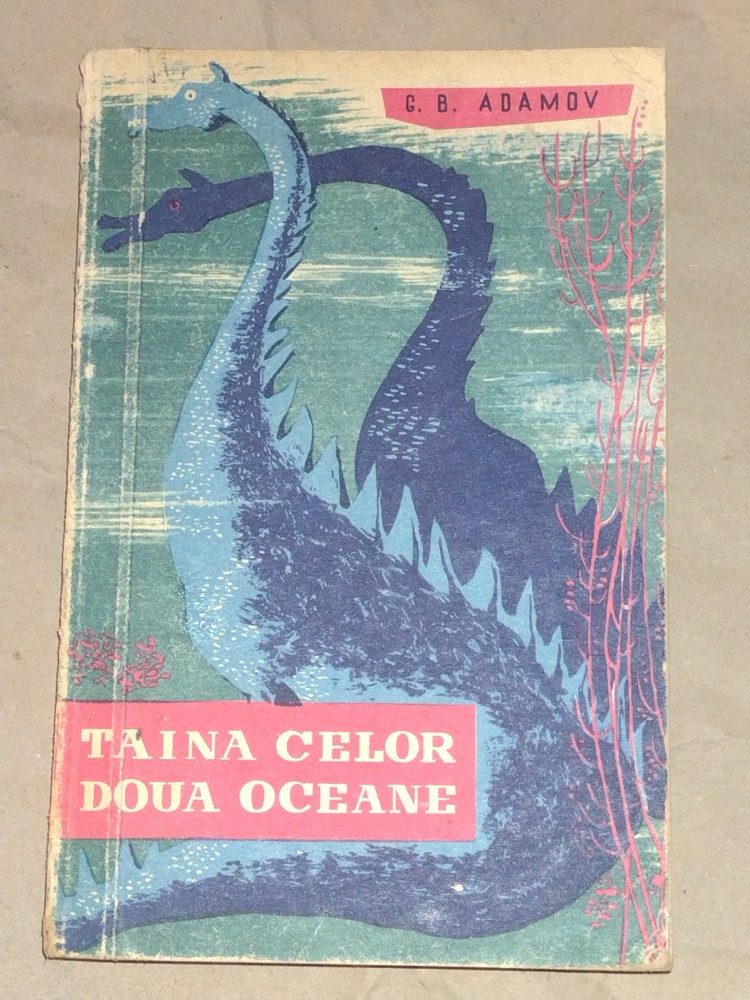 G. B. ADAMOV
TAINA CELOR
DOUA OCEANE